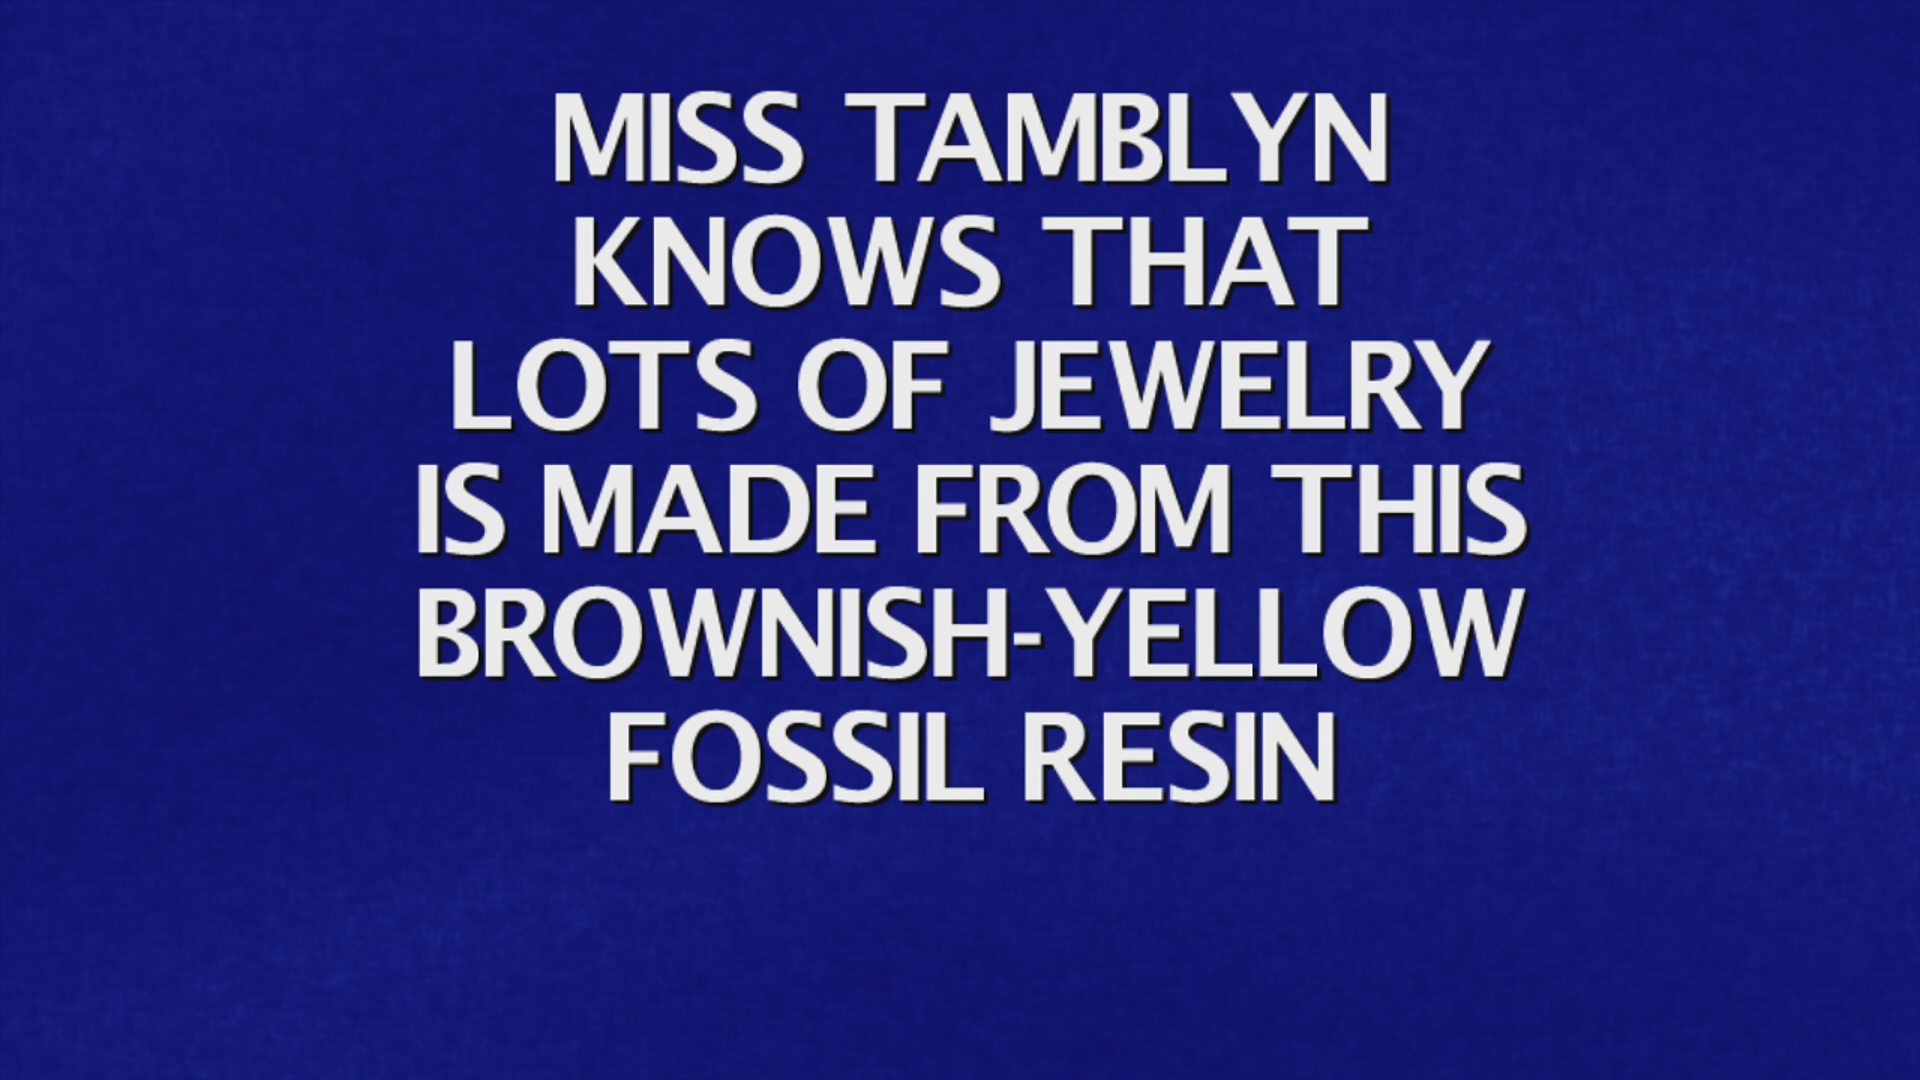 MISS TAMBLYN
KNOWS THAT
LOTS OF JEWELRY
IS MADE FROM THIS
BROWNISH-YELLOW
FOSSIL RESIN